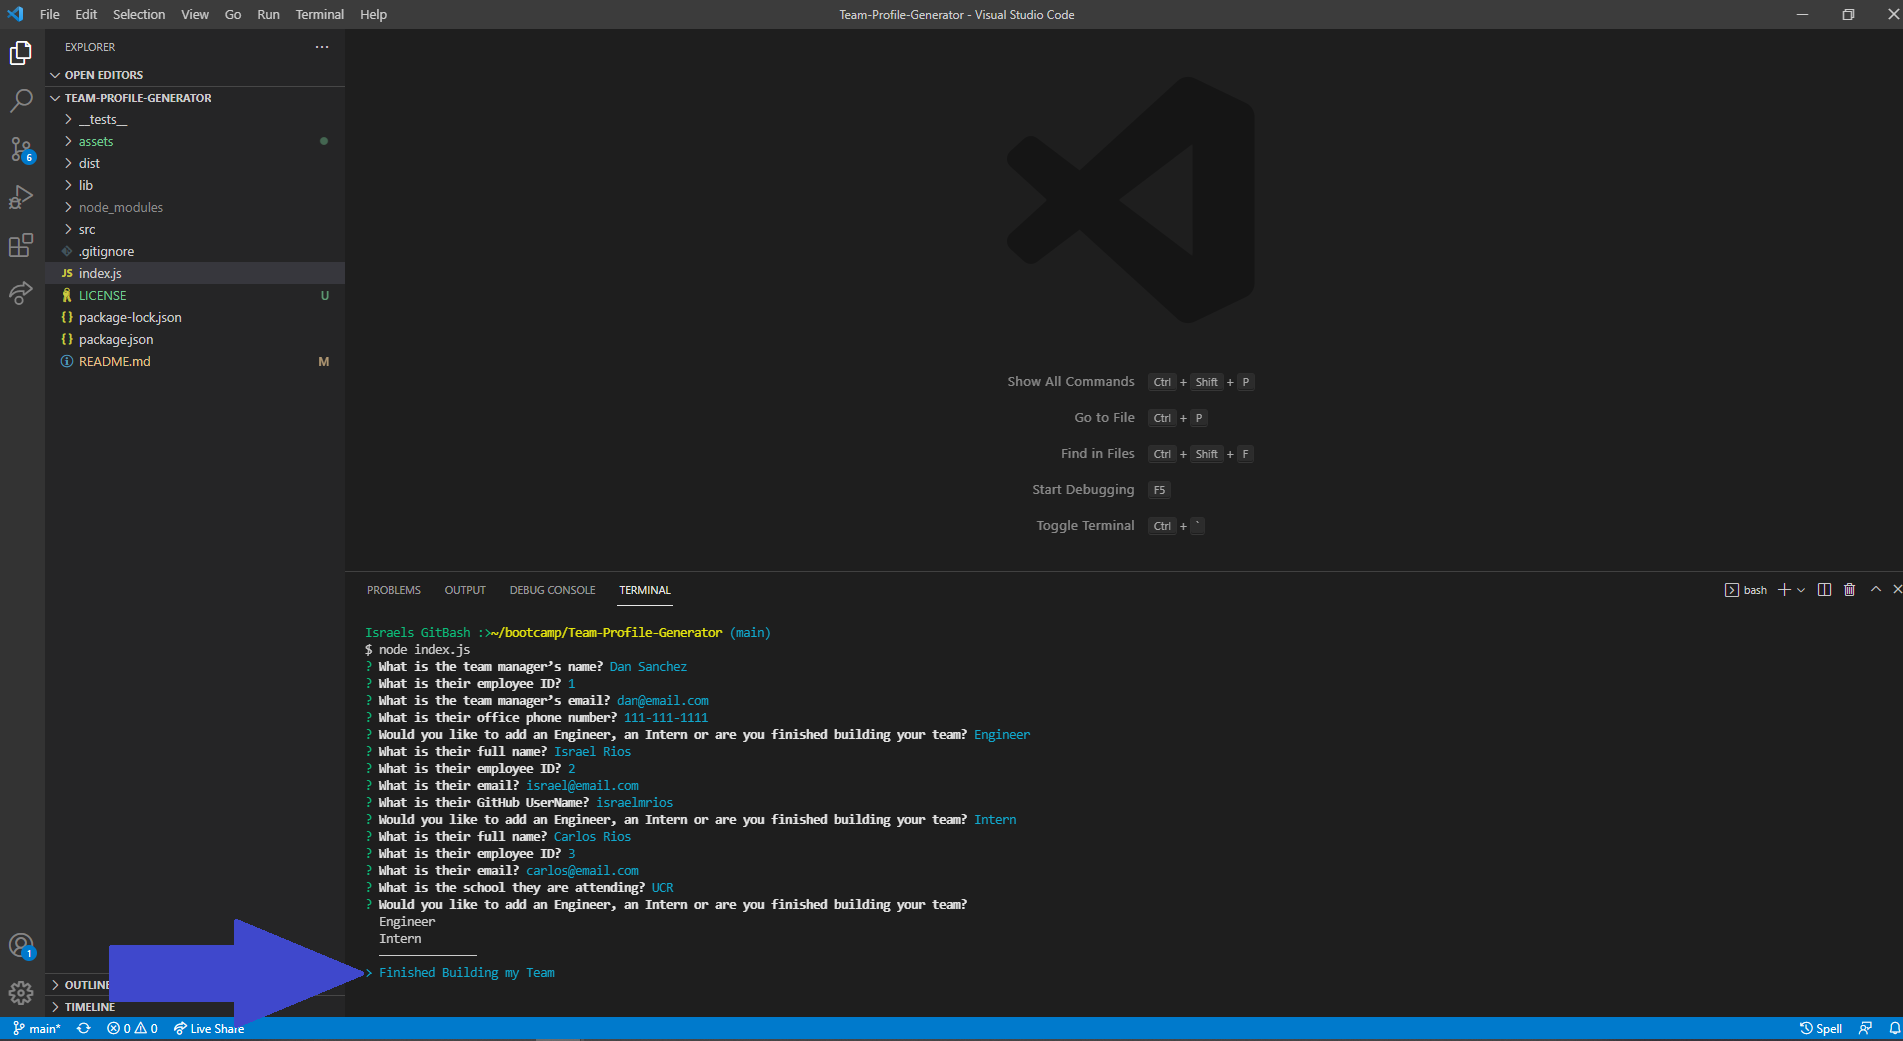 File Edit Selection View Go Run Terminal Help
Team-Profile-Generator - Visual Studio Code
EXPLORER
OPEN EDITORS
TEAM-PROFILE-GENERATOR
__tests__
assets
dist
lib
node_modules
src
.gitignore
JS index.js
LICENSE U
{} package-lock.json
{} package.json
README.md M
6
1
OUTLINE
TIMELINE
Show All Commands Ctrl + Shift + P
Go to File Ctrl + P
Find in Files Ctrl + Shift + F
Start Debugging F5
Toggle Terminal Ctrl + `
PROBLEMS OUTPUT DEBUG CONSOLE TERMINAL
bash
Israels GitBash :>~/bootcamp/Team-Profile-Generator (main)
$ node index.js
? What is the team manager’s name? Dan Sanchez
? What is their employee ID? 1
? What is the team manager’s email? dan@email.com
? What is their office phone number? 111-111-1111
? Would you like to add an Engineer, an Intern or are you finished building your team? Engineer
? What is their full name? Israel Rios
? What is their employee ID? 2
? What is their email? israel@email.com
? What is their GitHub UserName? israelmrios
? Would you like to add an Engineer, an Intern or are you finished building your team? Intern
? What is their full name? Carlos Rios
? What is their employee ID? 3
? What is their email? carlos@email.com
? What is the school they are attending? UCR
? Would you like to add an Engineer, an Intern or are you finished building your team?
Engineer
Intern
──────────────
> Finished Building my Team
main* 0 0 Live Share
Spell